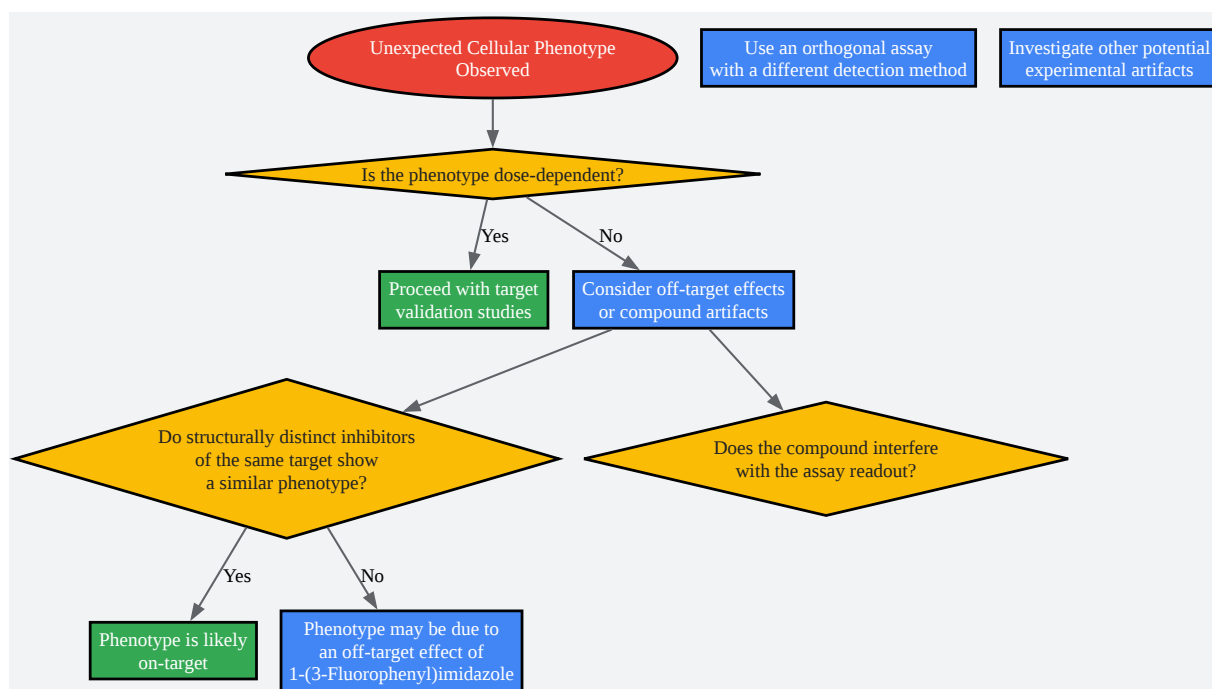 Unexpected Cellular Phenotype
Observed
Use an orthogonal assay
with a different detection method
Investigate other potential
experimental artifacts
Is the phenotype dose-dependent?
Yes
No
Proceed with target
validation studies
Consider off-target effects
or compound artifacts
Do structurally distinct inhibitors
of the same target show
a similar phenotype?
Does the compound interfere
with the assay readout?
Yes
No
Phenotype is likely
on-target
Phenotype may be due to
an off-target effect of
1-(3-Fluorophenyl)imidazole